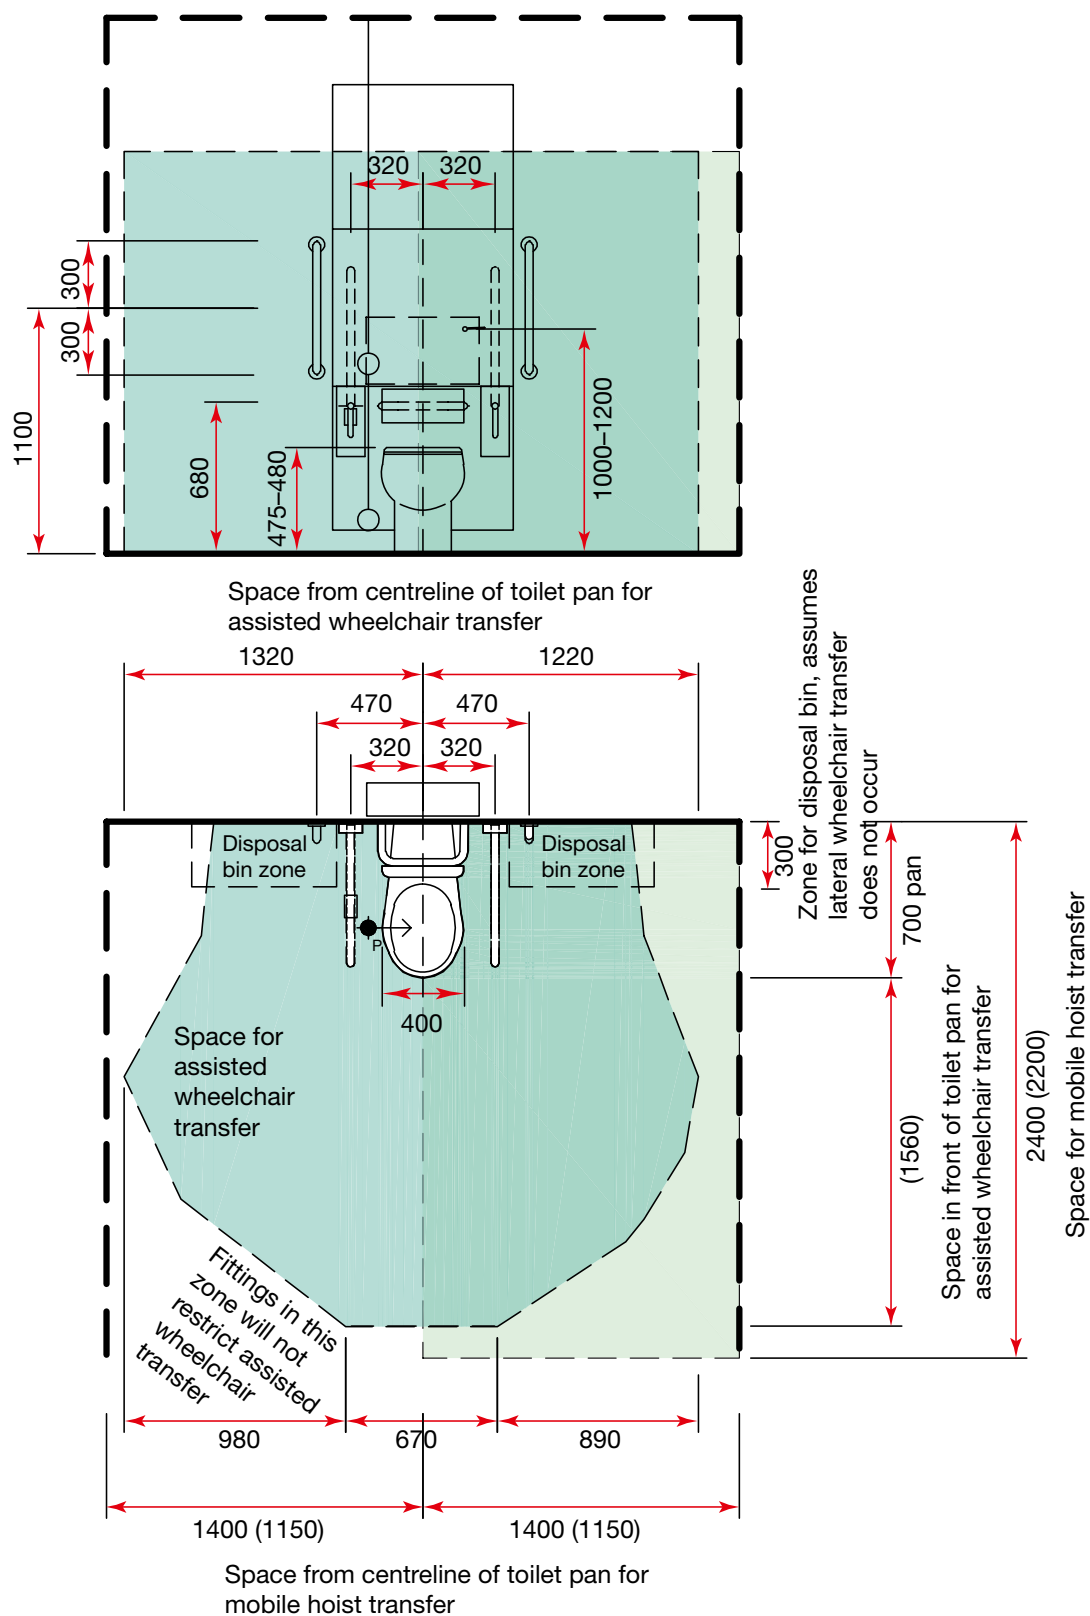 320
320
300
300
1100
680
475–480
1000–1200
Space from centreline of toilet pan for
assisted wheelchair transfer
1320
1220
470
470
320
320
Zone for disposal bin, assumes
lateral wheelchair transfer
does not occur
Disposal
bin zone
Disposal
bin zone
300
700 pan
P
400
Space for
assisted
wheelchair
transfer
(1560)
Space in front of toilet pan for
assisted wheelchair transfer
2400 (2200)
Space for mobile hoist transfer
Fittings in this
zone will not
restrict assisted
wheelchair
transfer
980
670
890
1400 (1150)
1400 (1150)
Space from centreline of toilet pan for
mobile hoist transfer